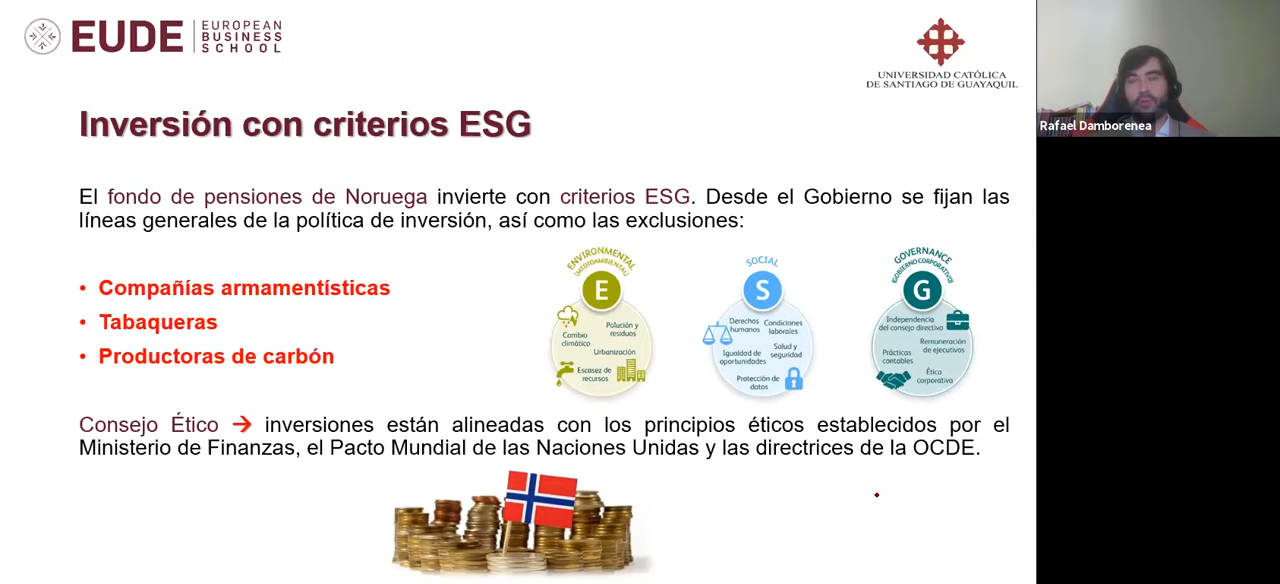 EUDE
EUROPEAN
BUSINESS
SCHOOL
UNIVERSIDAD CATÓLICA
DE SANTIAGO DE GUAYAQUIL
Rafael Damborenea
Inversión con criterios ESG
El fondo de pensiones de Noruega invierte con criterios ESG. Desde el Gobierno se fijan las
líneas generales de la política de inversión, así como las exclusiones:
• Compañías armamentísticas
• Tabaqueras
• Productoras de carbón
ENVIRONMENTAL
(MEDIOAMBIENTAL)
E
Cambio
climático
Polución y
residuos
Urbanización
Escasez de
recursos
SOCIAL
S
Derechos
humanos
Condiciones
laborales
Igualdad de
oportunidades
Salud y
seguridad
Protección de
datos
GOVERNANCE
(GOBIERNO CORPORATIVO)
G
Independencia
del consejo directivo
Remuneración
de ejecutivos
Prácticas
contables
Ética
corporativa
Consejo Ético → inversiones están alineadas con los principios éticos establecidos por el
Ministerio de Finanzas, el Pacto Mundial de las Naciones Unidas y las directrices de la OCDE.